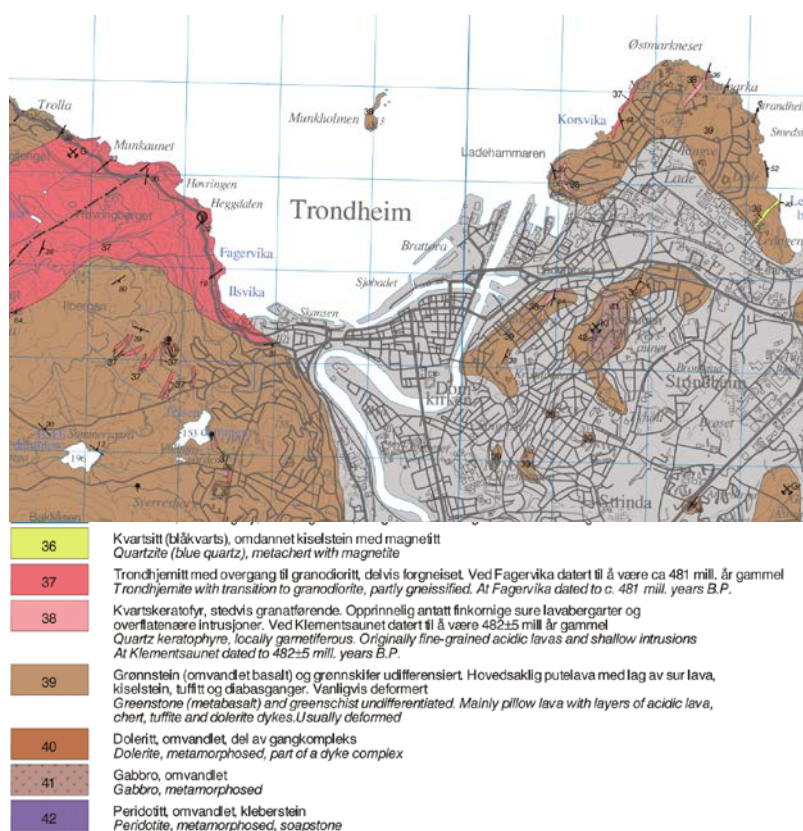 Østmarkneset
Trolla
Munkholmen
Korsvika
Munkaunet
Ladehammaren
Ringve
Lade
Høvringen
Heggdalen
Trondheim
37
Fagervika
Brattøra
Ilsvika
Sjøbadet
Skansen
Dom
kirken
Strindheim
153
196
Strinda
36
Kvartsitt (blåkvarts), omdannet kiselstein med magnetitt
Quartzite (blue quartz), metachert with magnetite
37
Trondhjemitt med overgang til granodioritt, delvis forgneiset. Ved Fagervika datert til å være ca 481 mill. år gammel
Trondhjemite with transition to granodiorite, partly gneissified. At Fagervika dated to c. 481 mill. years B.P.
38
Kvartskeratofyr, stedvis granatførende. Opprinnelig antatt finkornige sure lavabergarter og
overflatenære intrusjoner. Ved Klementsaunet datert til å være 482±5 mill år gammel
Quartz keratophyre, locally garnetiferous. Originally fine-grained acidic lavas and shallow intrusions
At Klementsaunet dated to 482±5 mill. years B.P.
39
Grønnstein (omvandlet basalt) og grønnskifer udifferensiert. Hovedsaklig putelava med lag av sur lava,
kiselstein, tuffitt og diabasganger. Vanligvis deformert
Greenstone (metabasalt) and greenschist undifferentiated. Mainly pillow lava with layers of acidic lava,
chert, tuffite and dolerite dykes.Usually deformed
40
Doleritt, omvandlet, del av gangkompleks
Dolerite, metamorphosed, part of a dyke complex
41
Gabbro, omvandlet
Gabbro, metamorphosed
42
Peridotitt, omvandlet, kleberstein
Peridotite, metamorphosed, soapstone